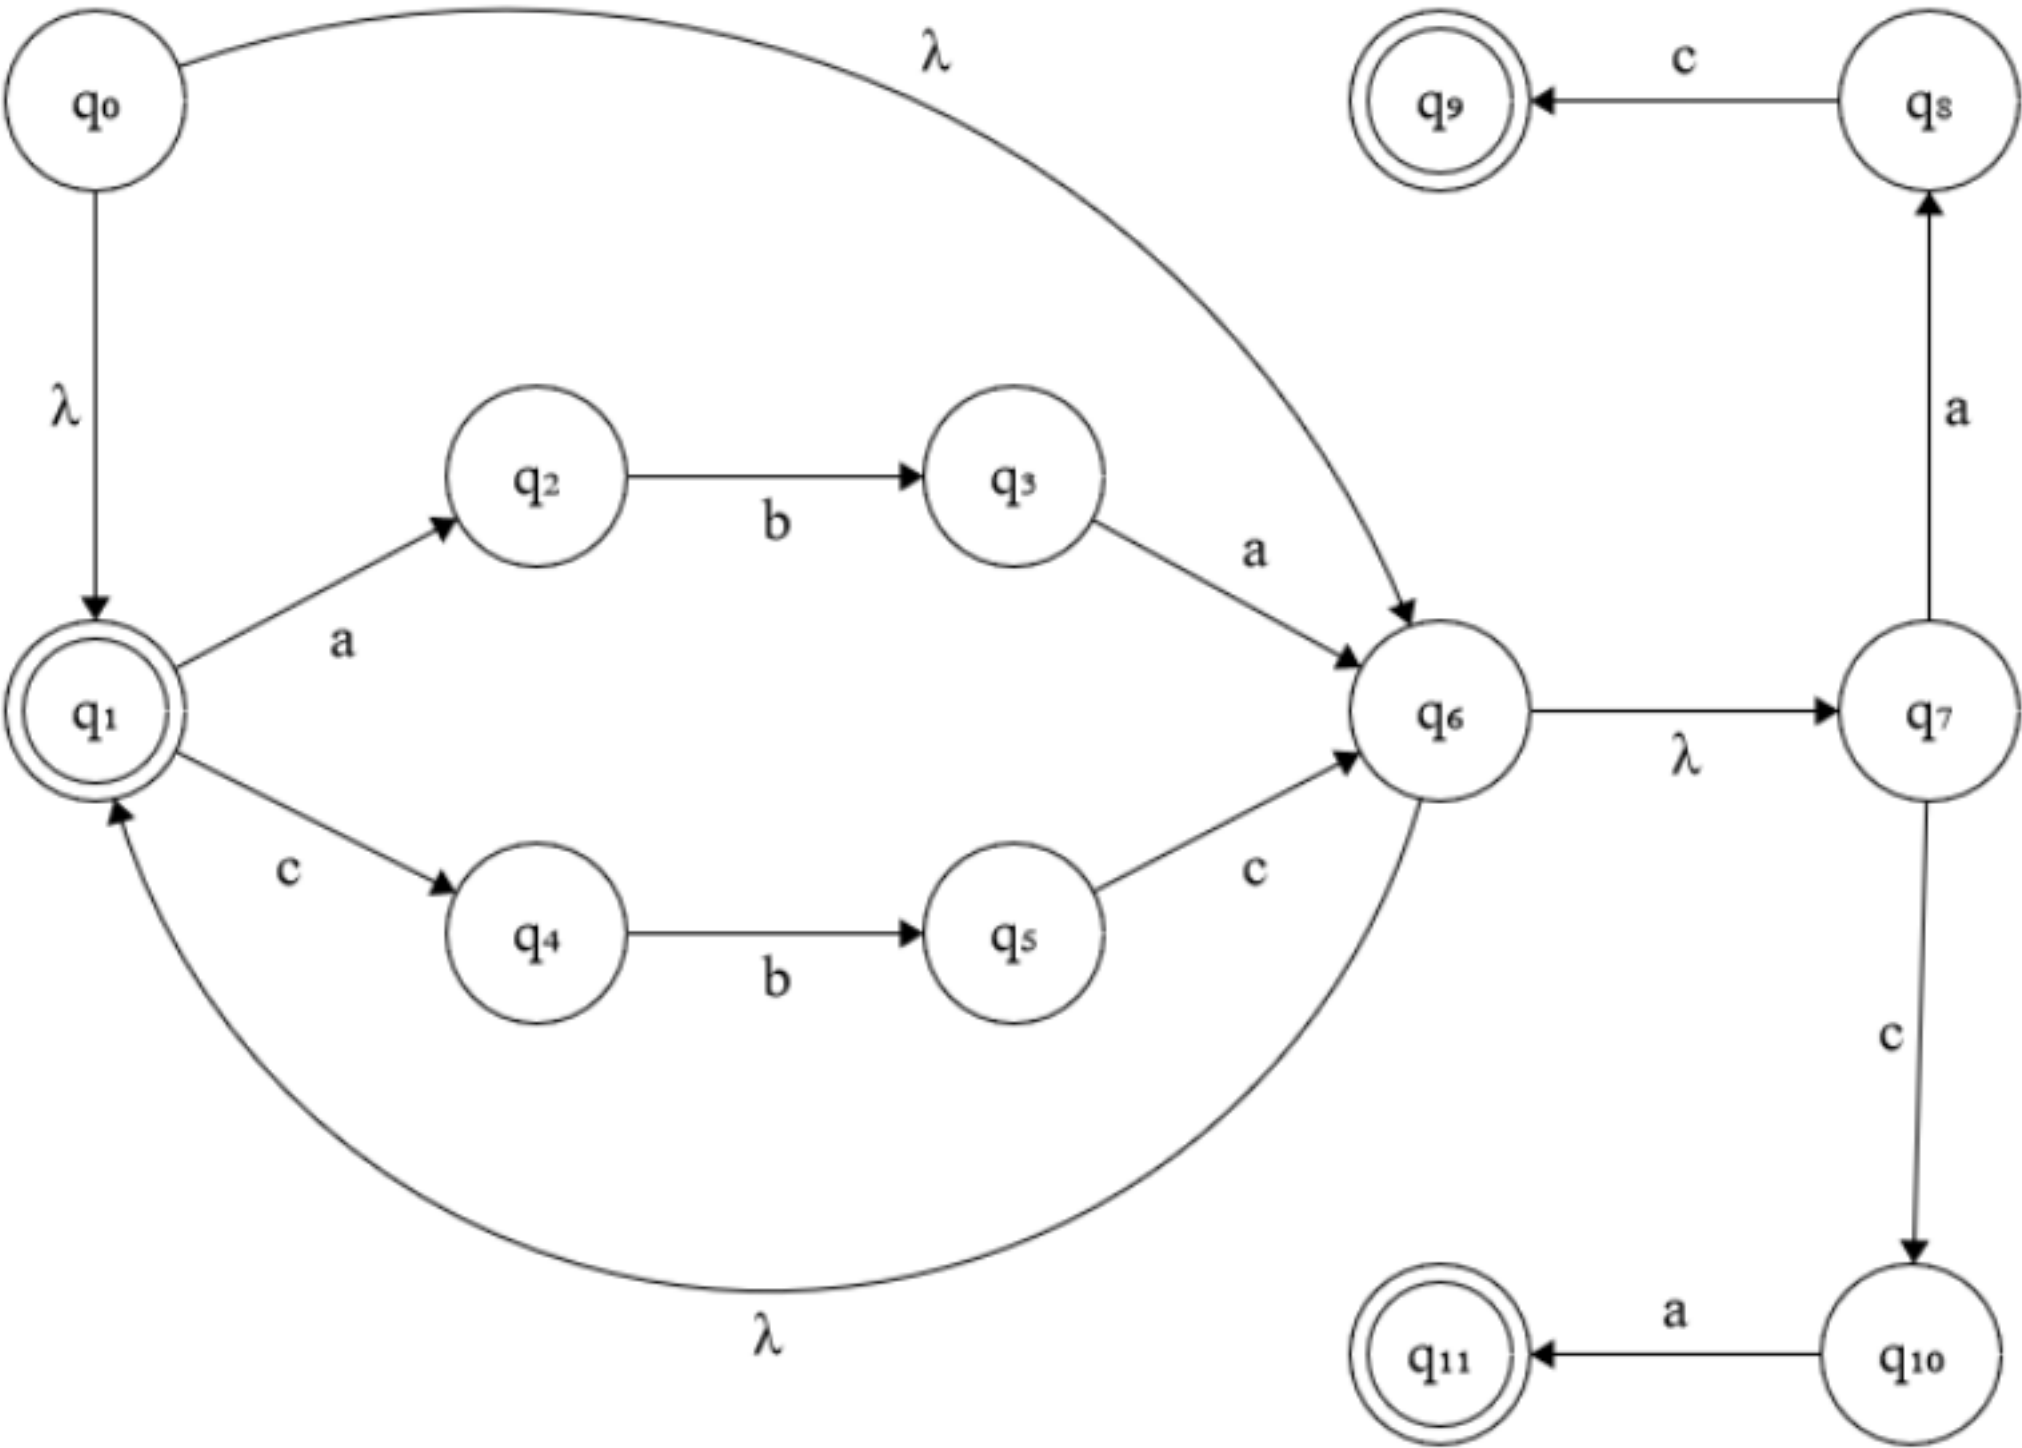 q₀
λ
q₉
c
q₈
λ
a
q₂
b
q₃
a
a
q₁
q₆
λ
q₇
c
q₄
b
q₅
c
c
λ
q₁₁
a
q₁₀